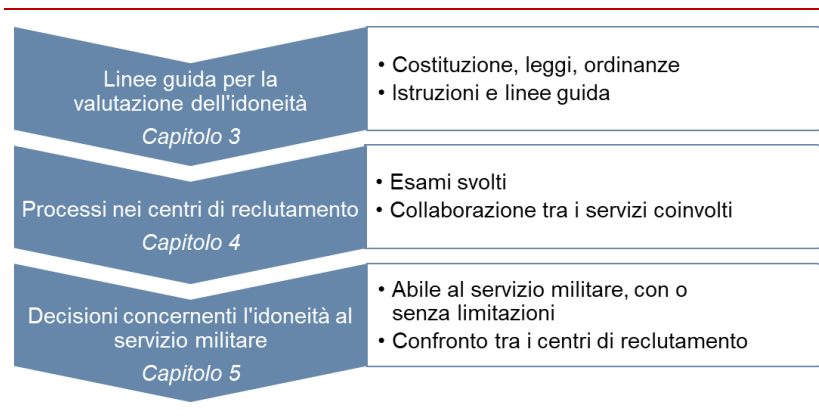 Linee guida per la
valutazione dell'idoneità
Capitolo 3
• Costituzione, leggi, ordinanze
• Istruzioni e linee guida
Processi nei centri di reclutamento
Capitolo 4
• Esami svolti
• Collaborazione tra i servizi coinvolti
Decisioni concernenti l'idoneità al
servizio militare
Capitolo 5
• Abile al servizio militare, con o
senza limitazioni
• Confronto tra i centri di reclutamento